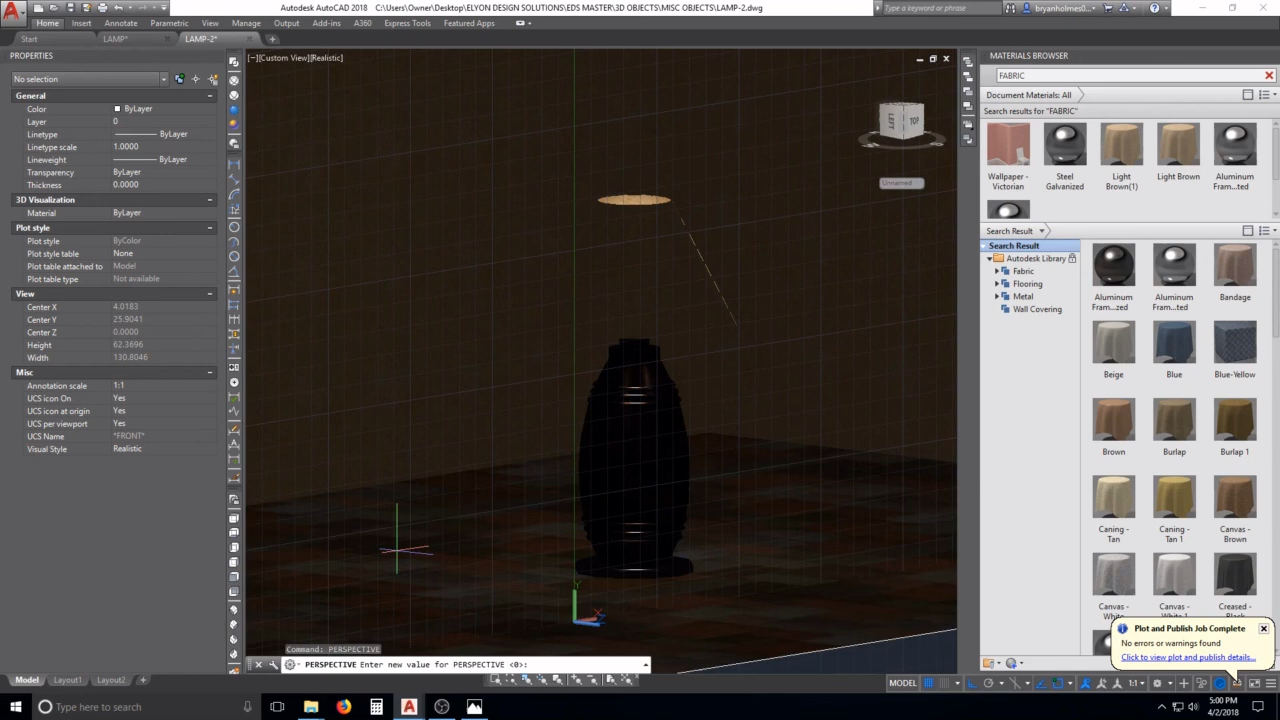 Autodesk AutoCAD 2018 C:\Users\Owner\Desktop\ELYON DESIGN SOLUTIONS\EDS MASTER\3D OBJECTS\MISC OBJECTS\LAMP-2.dwg
Type a keyword or phrase
bryanholmes...
Home Insert Annotate Parametric View Manage Output Add-ins A360 Express Tools Featured Apps
Start LAMP* LAMP-2*
PROPERTIES
No selection
General
Color ByLayer
Layer 0
Linetype ByLayer
Linetype scale 1.0000
Lineweight ByLayer
Transparency ByLayer
Thickness 0.0000
3D Visualization
Material ByLayer
Plot style
Plot style ByColor
Plot style table None
Plot table attached to Model
Plot table type Not available
View
Center X 4.0183
Center Y 25.9041
Center Z 0.0000
Height 62.3696
Width 130.8046
Misc
Annotation scale 1:1
UCS icon On Yes
UCS icon at origin Yes
UCS per viewport Yes
UCS Name *FRONT*
Visual Style Realistic
[−][Custom View][Realistic]
LEFT TOP
Unnamed
Y
X
Z
Command: PERSPECTIVE
PERSPECTIVE Enter new value for PERSPECTIVE <0>:
MATERIALS BROWSER
FABRIC
Document Materials: All
Search results for "FABRIC"
Wallpaper - Victorian
Steel Galvanized
Light Brown(1)
Light Brown
Aluminum Fram...ted
Search Result
Search Result
Autodesk Library
Fabric
Flooring
Metal
Wall Covering
Aluminum Fram...zed
Aluminum Fram...ted
Bandage
Beige
Blue
Blue-Yellow
Brown
Burlap
Burlap 1
Caning - Tan
Caning - Tan 1
Canvas - Brown
Canvas - White
Canvas - White 1
Creased - Black
Plot and Publish Job Complete
No errors or warnings found
Click to view plot and publish details...
Model Layout1 Layout2
MODEL
1:1
Type here to search
5:00 PM
4/2/2018